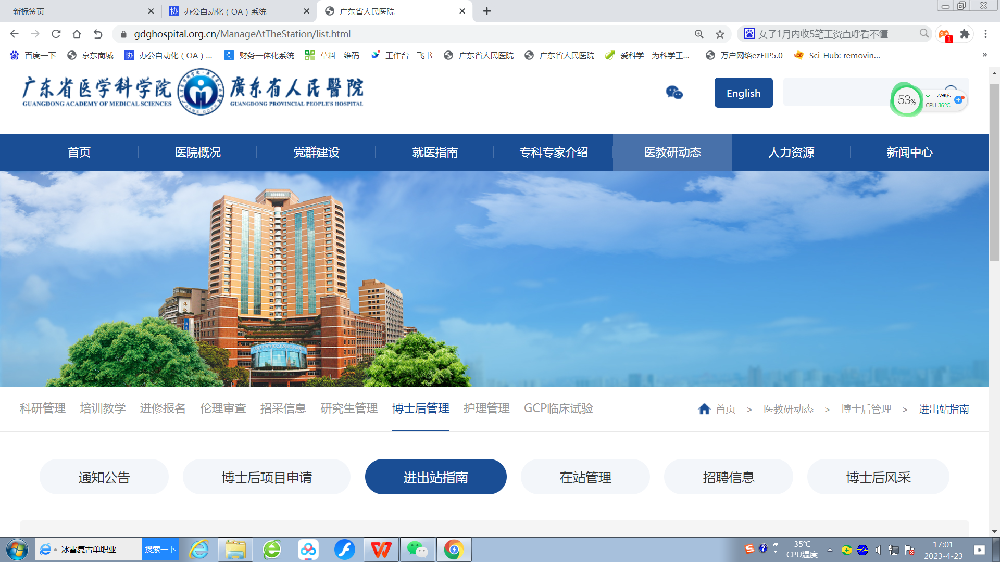 新标签页
办公自动化（OA）系统
广东省人民医院
gdghospital.org.cn/ManageAtTheStation/list.html
女子1月内收5笔工资直呼看不懂
1
百度一下
京东商城
协 办公自动化（OA）...
财务一体化系统
草料二维码
工作台 - 飞书
广东省人民医院
广东省人民医院
爱科学 - 为科学工...
万户网络ezEIP5.0
Sci-Hub: removin...
»
广东省医学科学院
GUANGDONG ACADEMY OF MEDICAL SCIENCES
廣东省人民醫院
GUANGDONG PROVINCIAL PEOPLE'S HOSPITAL
English
53%
2.9K/s
CPU 36℃
首页
医院概况
党群建设
就医指南
专科专家介绍
医教研动态
人力资源
新闻中心
科研管理
培训教学
进修报名
伦理审查
招采信息
研究生管理
博士后管理
护理管理
GCP临床试验
首页 > 医教研动态 > 博士后管理 > 进出站指南
通知公告
博士后项目申请
进出站指南
在站管理
招聘信息
博士后风采
冰雪复古单职业
搜索一下
35℃
CPU温度
17:01
2023-4-23